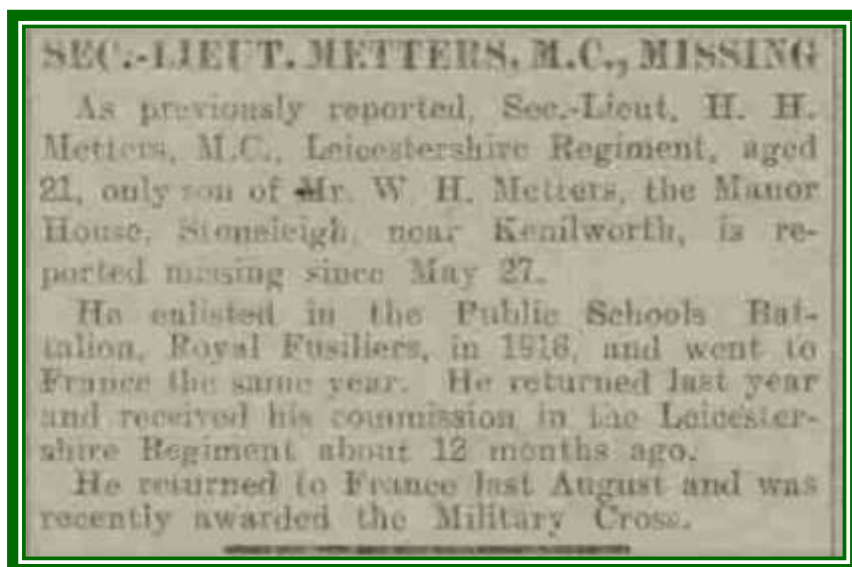 SEC.-LIEUT. METTERS, M.C., MISSING
As previously reported, Sec.-Lieut. H. H.
Metters, M.C., Leicestershire Regiment, aged
21, only son of Mr. W. H. Metters, the Manor
House, Stoneleigh, near Kenilworth, is re-
ported missing since May 27.
He enlisted in the Public Schools Bat-
talion, Royal Fusiliers, in 1916, and went to
France the same year. He returned last year
and received his commission in the Leicester-
shire Regiment about 12 months ago.
He returned to France last August and was
recently awarded the Military Cross.